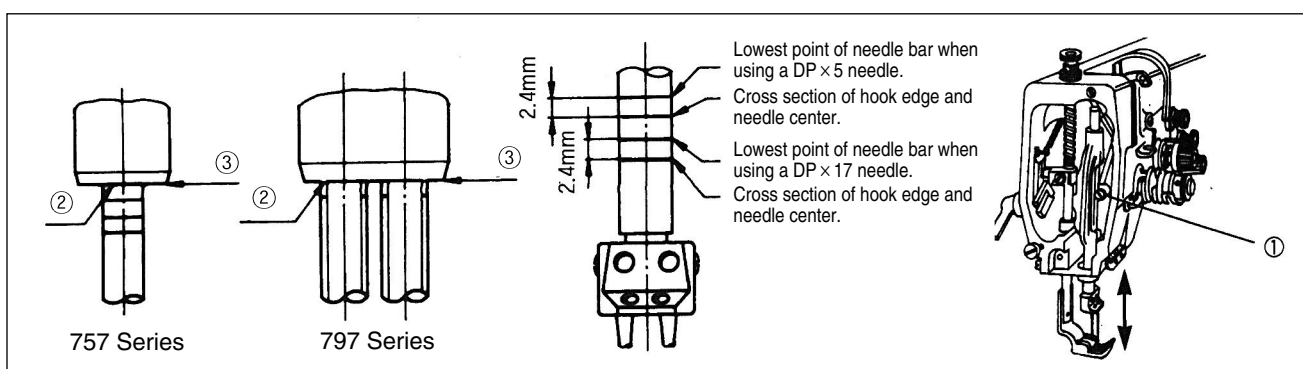 ② ③
757 Series
② ③
797 Series
2.4mm
2.4mm
Lowest point of needle bar when
using a DP×5 needle.
Cross section of hook edge and
needle center.
Lowest point of needle bar when
using a DP×17 needle.
Cross section of hook edge and
needle center.
①